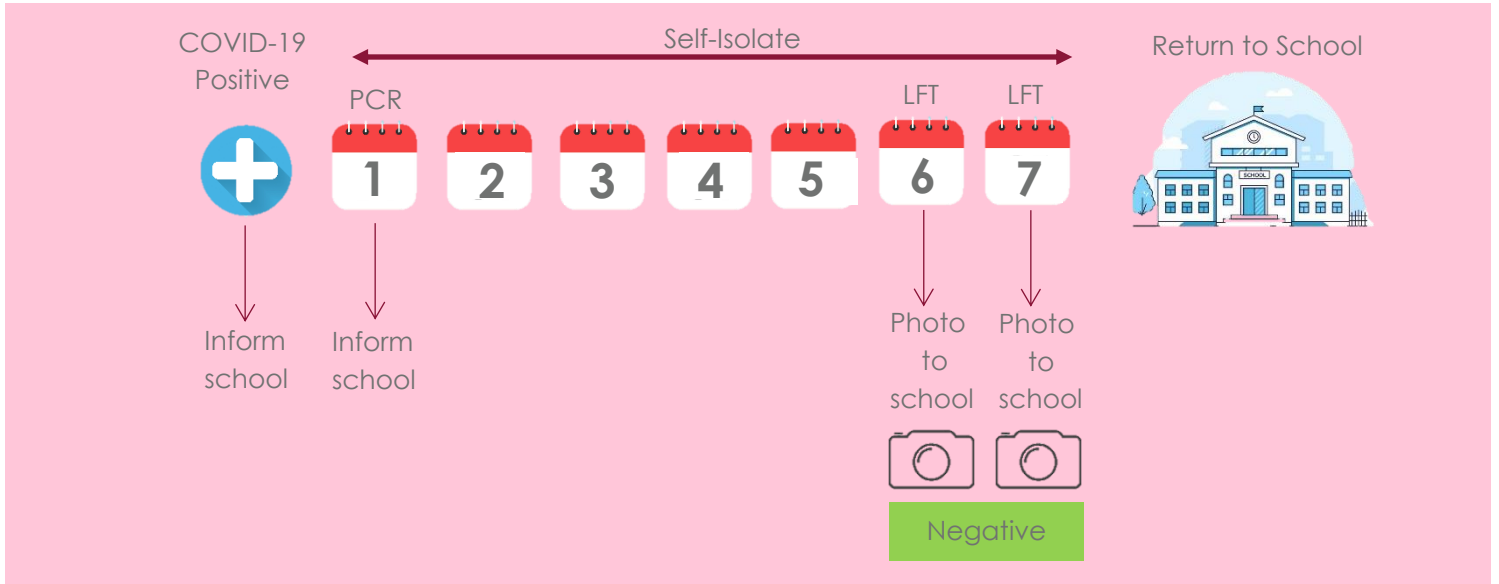 COVID-19
Positive
Self-Isolate
Return to School
PCR
LFT
LFT
1
2
3
4
5
6
7
SCHOOL
Inform
school
Inform
school
Photo
to
school
Photo
to
school
Negative